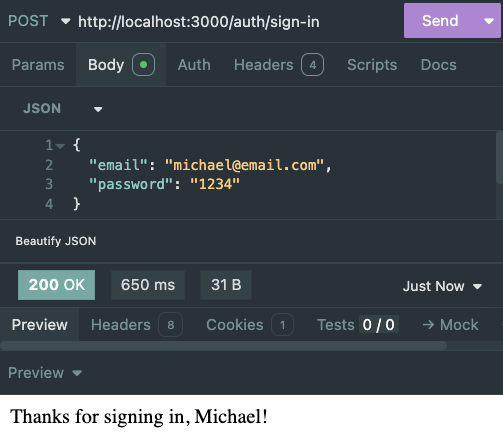 POST http://localhost:3000/auth/sign-in Send
Params Body Auth Headers 4 Scripts Docs
JSON
1 {
2 "email": "michael@email.com",
3 "password": "1234"
4 }
Beautify JSON
200 OK 650 ms 31 B Just Now
Preview Headers 8 Cookies 1 Tests 0 / 0 → Mock
Preview
Thanks for signing in, Michael!